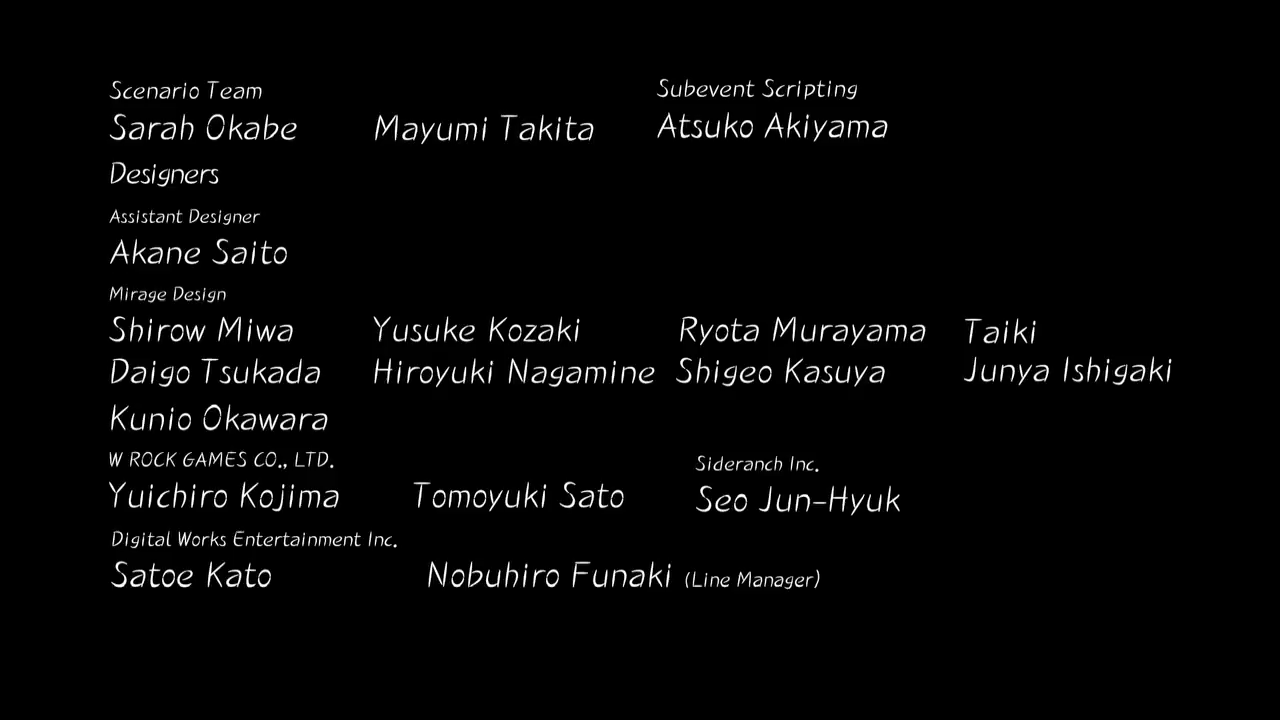 Scenario Team Subevent Scripting
Sarah Okabe Mayumi Takita Atsuko Akiyama
Designers
Assistant Designer
Akane Saito
Mirage Design
Shirow Miwa Yusuke Kozaki Ryota Murayama Taiki
Daigo Tsukada Hiroyuki Nagamine Shigeo Kasuya Junya Ishigaki
Kunio Okawara
W ROCK GAMES CO., LTD. Sideranch Inc.
Yuichiro Kojima Tomoyuki Sato Seo Jun-Hyuk
Digital Works Entertainment Inc.
Satoe Kato Nobuhiro Funaki (Line Manager)